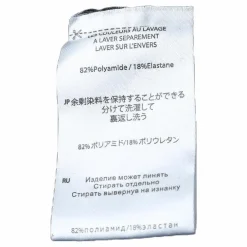 COULEURS AU LAVAGE
A LAVER SEPAREMENT
LAVER SUR L'ENVERS
82%Polyamide / 18%Elastane
JP 余剰染料を保持することができる
分けて洗濯して
裏返し洗う
82% ポリアミド/18% ポリウレタン
RU Изделие может линять
Стирать отдельно
Стирать вывернув на изнанку
82%полиамид/18%эластан